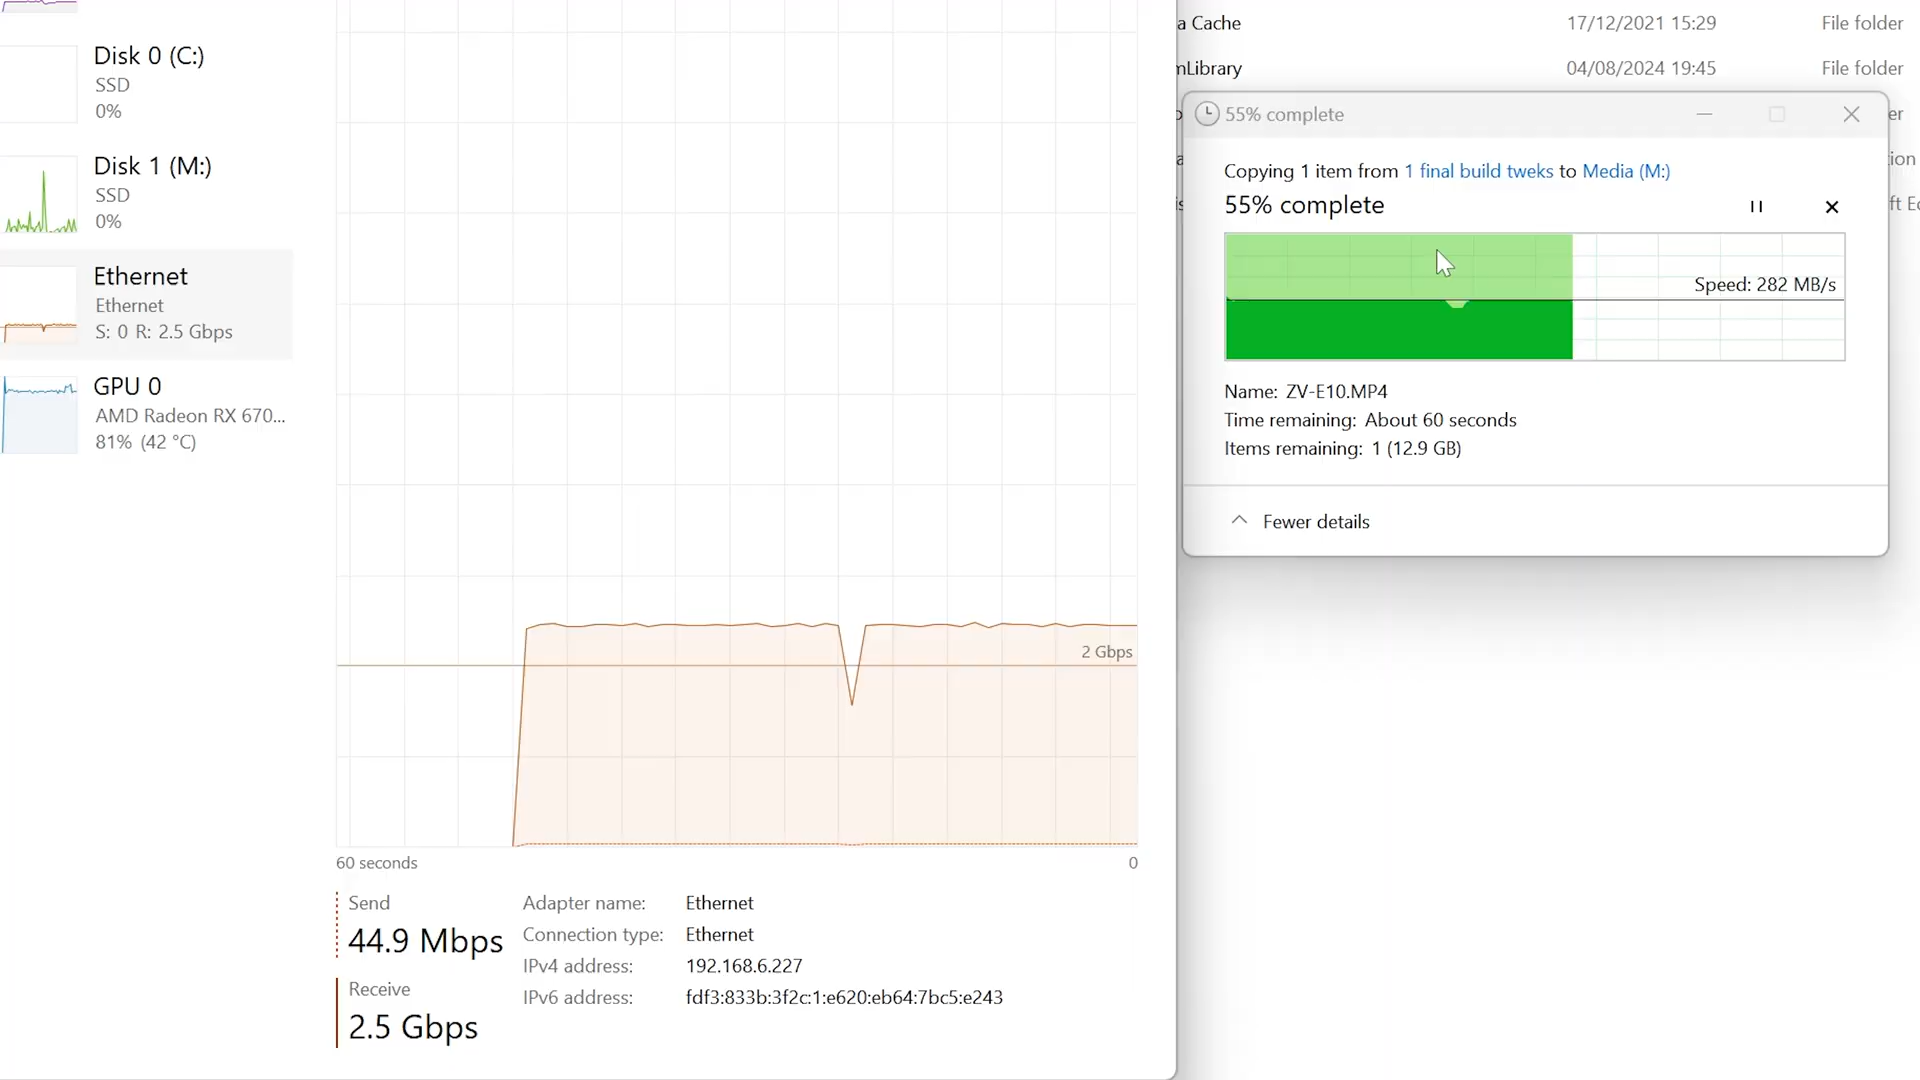 Disk 0 (C:)
SSD
0%
Disk 1 (M:)
SSD
0%
Ethernet
Ethernet
S: 0 R: 2.5 Gbps
GPU 0
AMD Radeon RX 670...
81% (42 °C)
2 Gbps
60 seconds
0
Send
44.9 Mbps
Receive
2.5 Gbps
Adapter name: Ethernet
Connection type: Ethernet
IPv4 address: 192.168.6.227
IPv6 address: fdf3:833b:3f2c:1:e620:eb64:7bc5:e243
a Cache 17/12/2021 15:29 File folder
mLibrary 04/08/2024 19:45 File folder
55% complete
Copying 1 item from 1 final build tweks to Media (M:)
55% complete
Speed: 282 MB/s
Name: ZV-E10.MP4
Time remaining: About 60 seconds
Items remaining: 1 (12.9 GB)
Fewer details